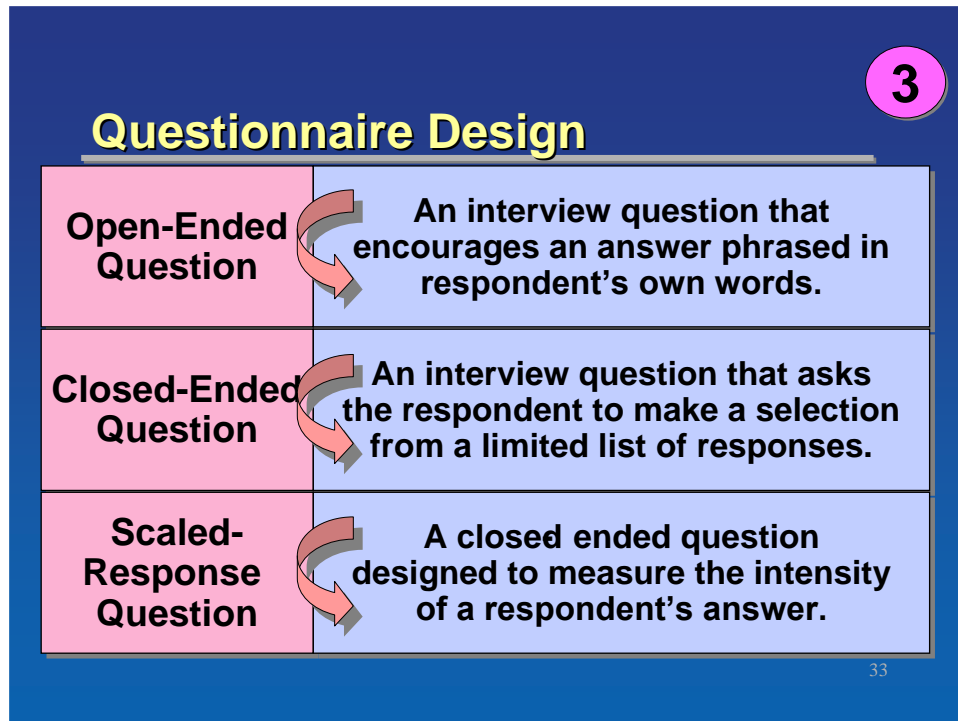 3
Questionnaire Design
Open-Ended
Question
An interview question that
encourages an answer phrased in
respondent’s own words.
Closed-Ended
Question
An interview question that asks
the respondent to make a selection
from a limited list of responses.
Scaled-
Response
Question
A closed ended question
designed to measure the intensity
of a respondent’s answer.
33